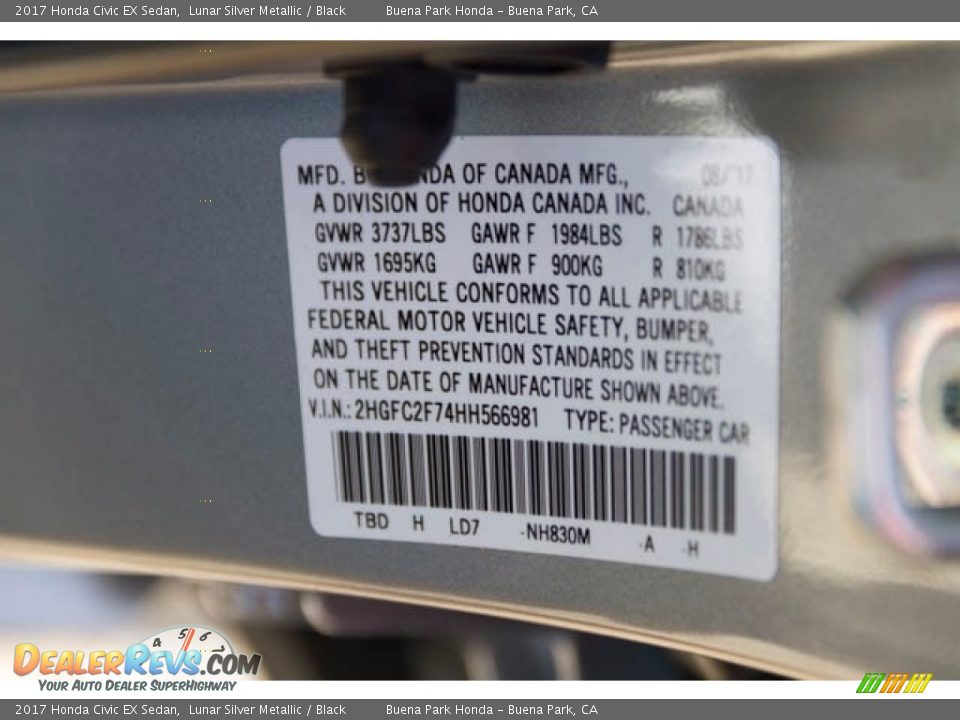 2017 Honda Civic EX Sedan, Lunar Silver Metallic / Black Buena Park Honda – Buena Park, CA
MFD. B NDA OF CANADA MFG., 08/17
A DIVISION OF HONDA CANADA INC. CANADA
GVWR 3737LBS GAWR F 1984LBS R 1786LBS
GVWR 1695KG GAWR F 900KG R 810KG
THIS VEHICLE CONFORMS TO ALL APPLICABLE
FEDERAL MOTOR VEHICLE SAFETY, BUMPER,
AND THEFT PREVENTION STANDARDS IN EFFECT
ON THE DATE OF MANUFACTURE SHOWN ABOVE.
V.I.N.: 2HGFC2F74HH566981 TYPE: PASSENGER CAR
TBD H LD7 -NH830M -A -H
4 5 6
DEALERREVS.COM
YOUR AUTO DEALER SUPERHIGHWAY
2017 Honda Civic EX Sedan, Lunar Silver Metallic / Black Buena Park Honda – Buena Park, CA